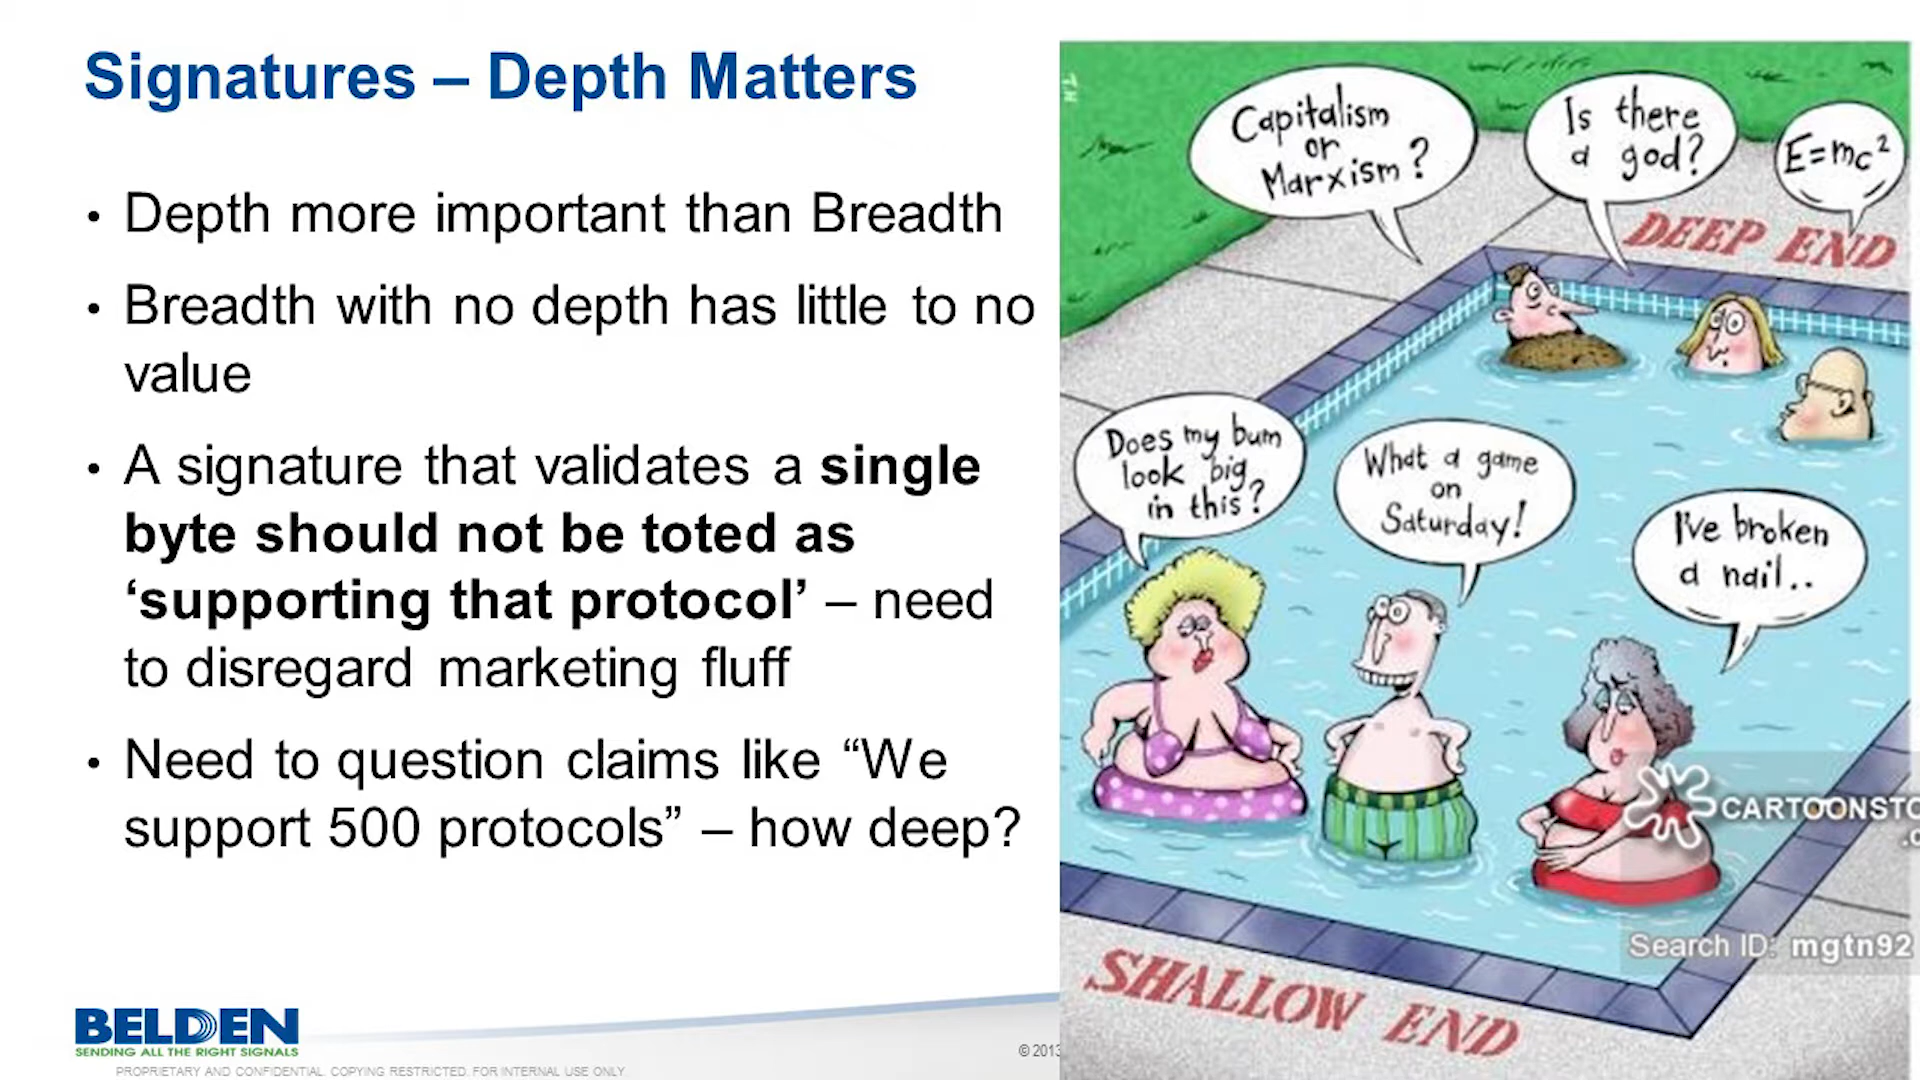 Signatures – Depth Matters
• Depth more important than Breadth
• Breadth with no depth has little to no
value
• A signature that validates a single
byte should not be toted as
‘supporting that protocol’ – need
to disregard marketing fluff
• Need to question claims like “We
support 500 protocols” – how deep?
BELDEN
SENDING ALL THE RIGHT SIGNALS
PROPRIETARY AND CONFIDENTIAL. COPYING RESTRICTED. FOR INTERNAL USE ONLY.
© 2013
Capitalism
or
Marxism?
Is there
a god?
E=mc²
DEEP END
Does my bum
look big
in this?
What a game
on
Saturday!
I've broken
a nail..
CARTOONSTO
Search ID: mgtn92
SHALLOW END